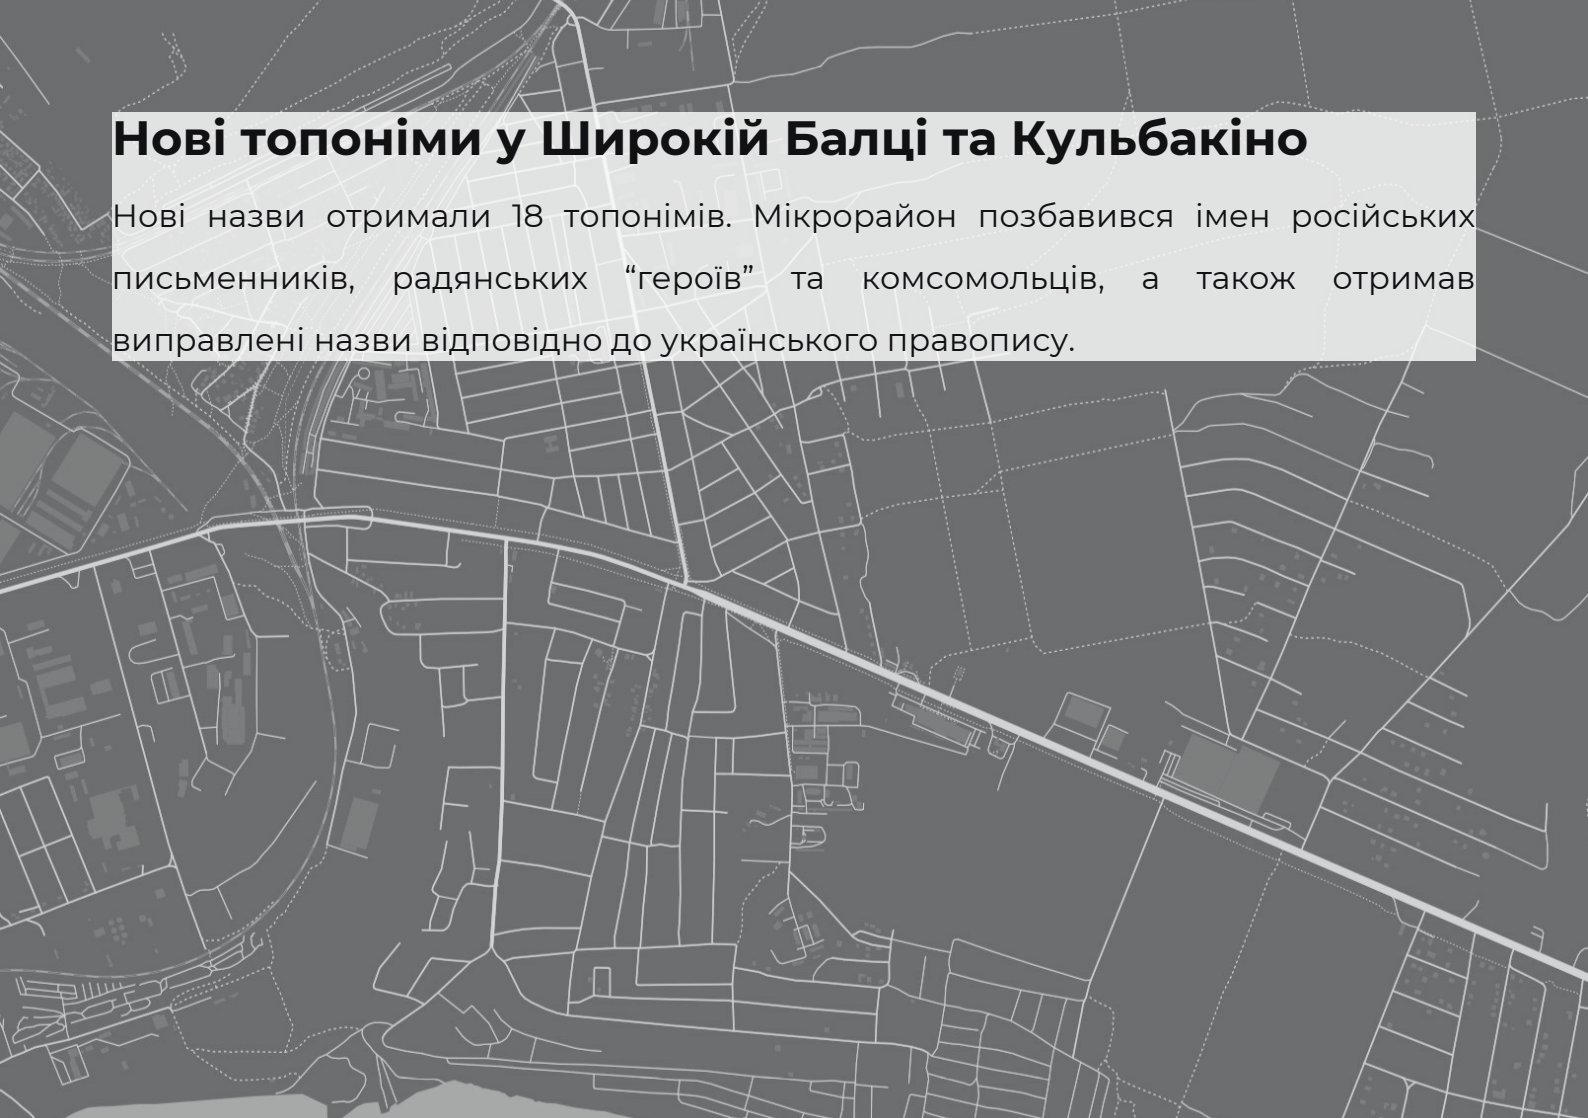 Нові топоніми у Широкій Балці та Кульбакіно
Нові назви отримали 18 топонімів. Мікрорайон позбавився імен російських
письменників, радянських “героїв” та комсомольців, а також отримав
виправлені назви відповідно до українського правопису.